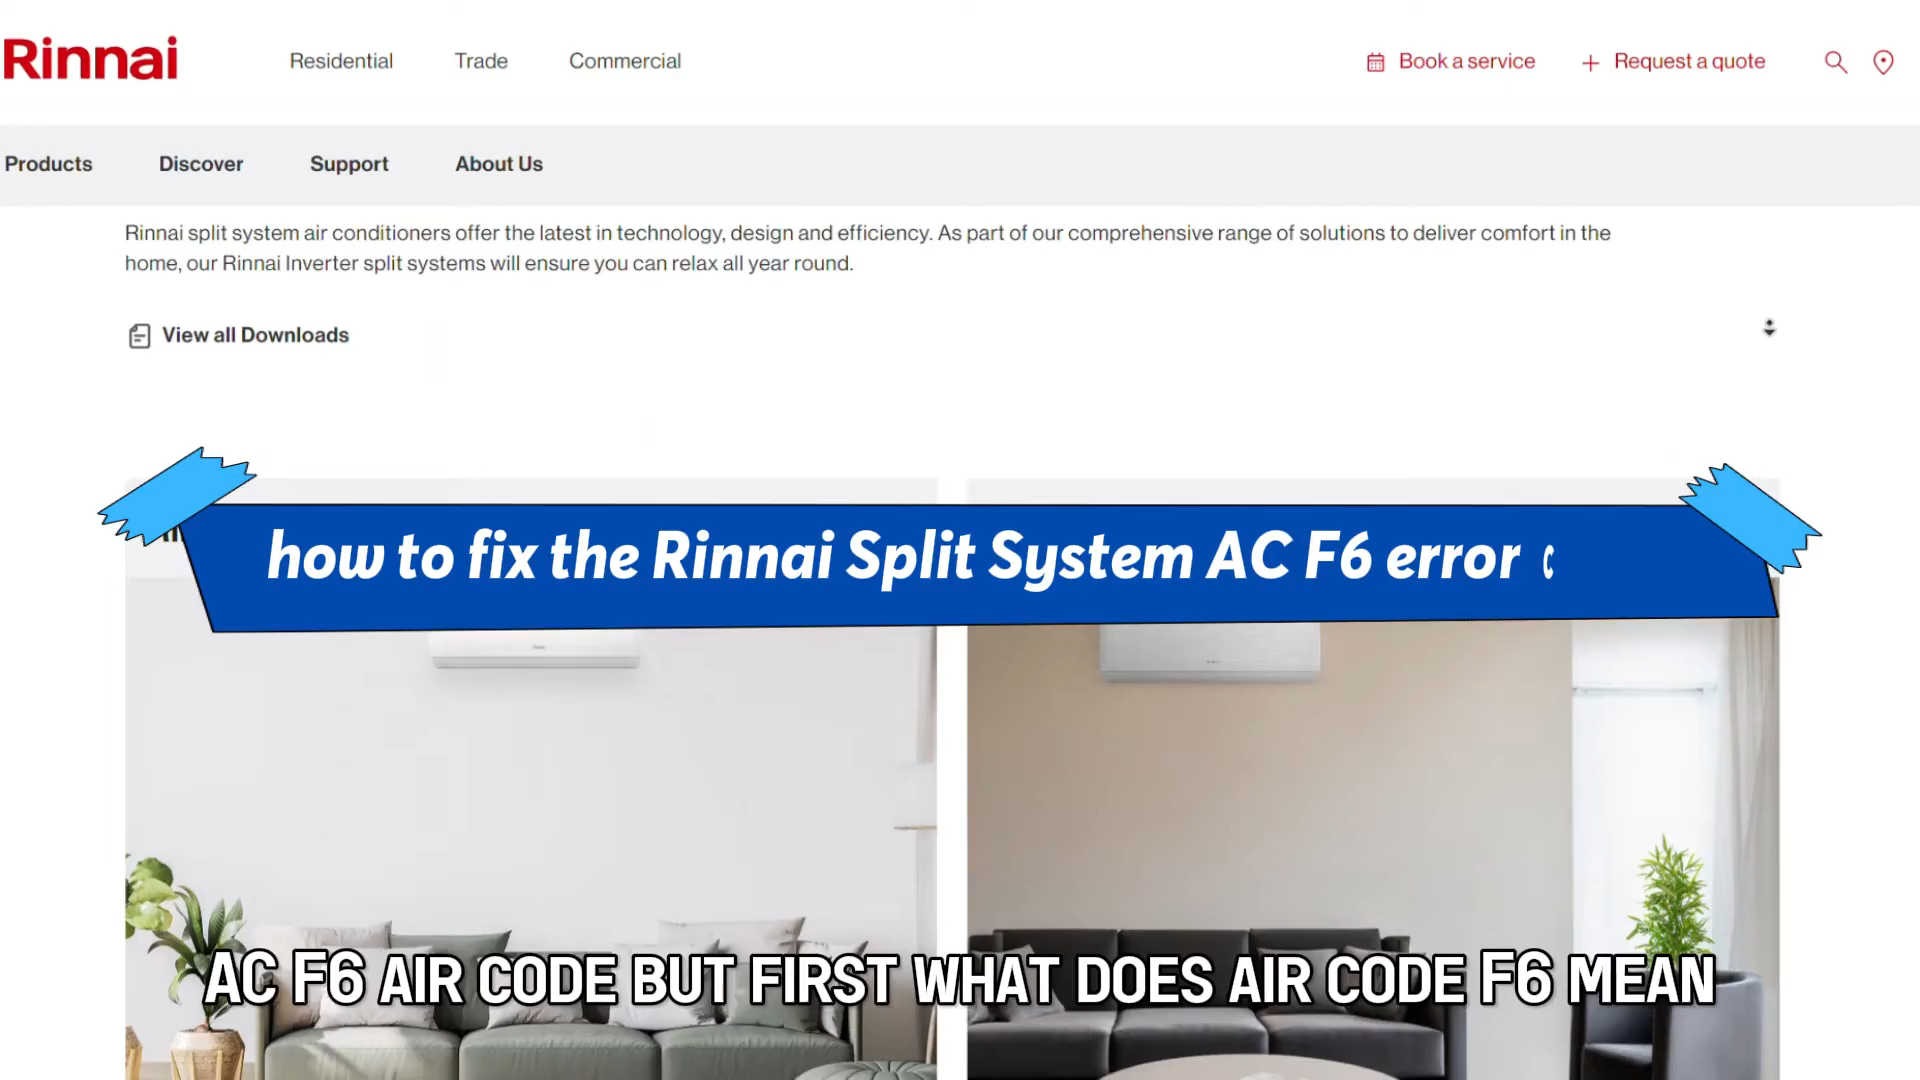 Rinnai
Residential Trade Commercial
Book a service
Request a quote
Products Discover Support About Us
Rinnai split system air conditioners offer the latest in technology, design and efficiency. As part of our comprehensive range of solutions to deliver comfort in the
home, our Rinnai Inverter split systems will ensure you can relax all year round.
View all Downloads
how to fix the Rinnai Split System AC F6 error c
AC F6 AIR CODE BUT FIRST WHAT DOES AIR CODE F6 MEAN